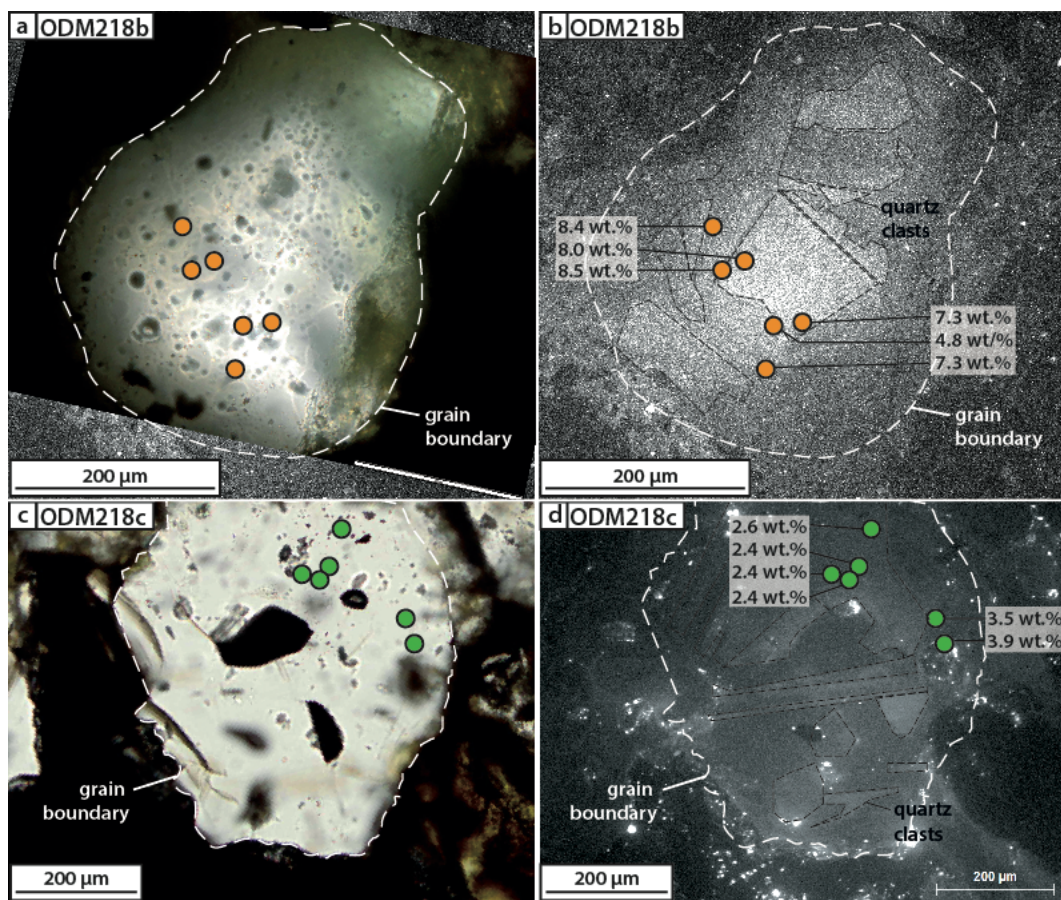 a ODM218b
grain
boundary
200 µm
b ODM218b
quartz
clasts
8.4 wt.%
8.0 wt.%
8.5 wt.%
7.3 wt.%
4.8 wt/%
7.3 wt.%
grain
boundary
200 µm
c ODM218c
grain
boundary
200 µm
d ODM218c
2.6 wt.%
2.4 wt.%
2.4 wt.%
2.4 wt.%
3.5 wt.%
3.9 wt.%
grain
boundary
quartz
clasts
200 µm
200 µm